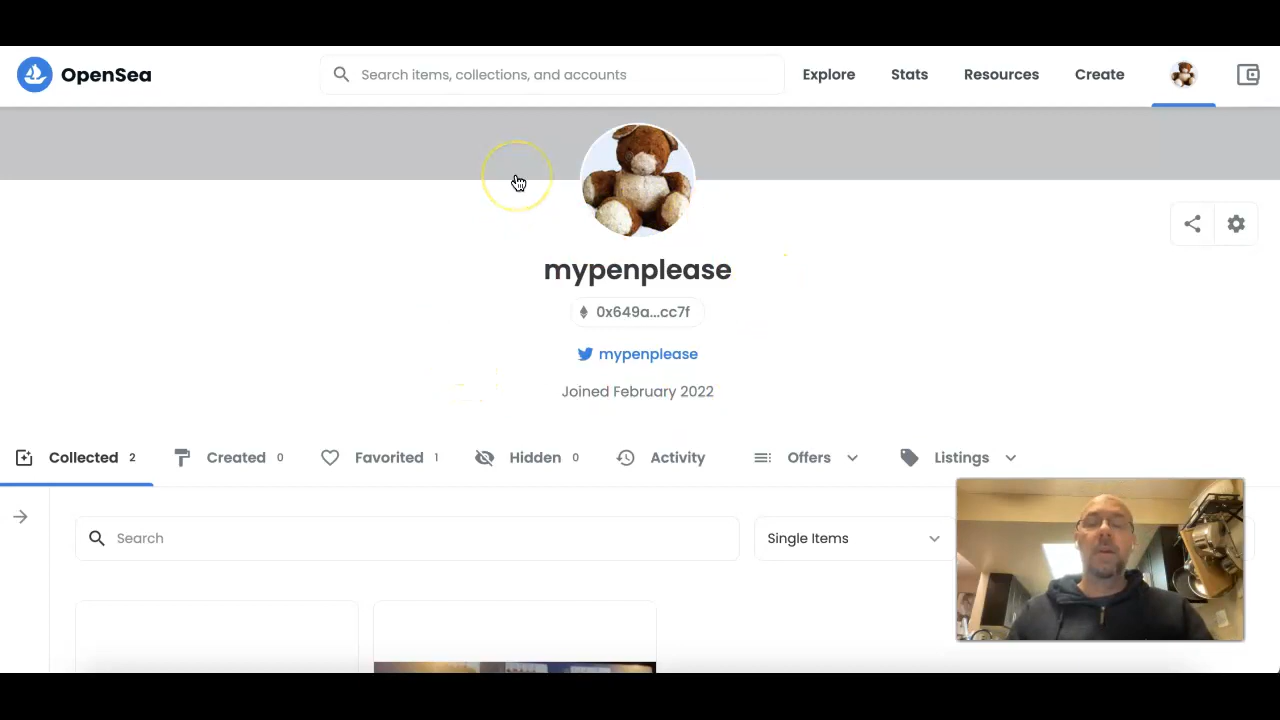 OpenSea
Search items, collections, and accounts
Explore
Stats
Resources
Create
mypenplease
0x649a...cc7f
mypenplease
Joined February 2022
Collected 2
Created 0
Favorited 1
Hidden 0
Activity
Offers
Listings
Search
Single Items